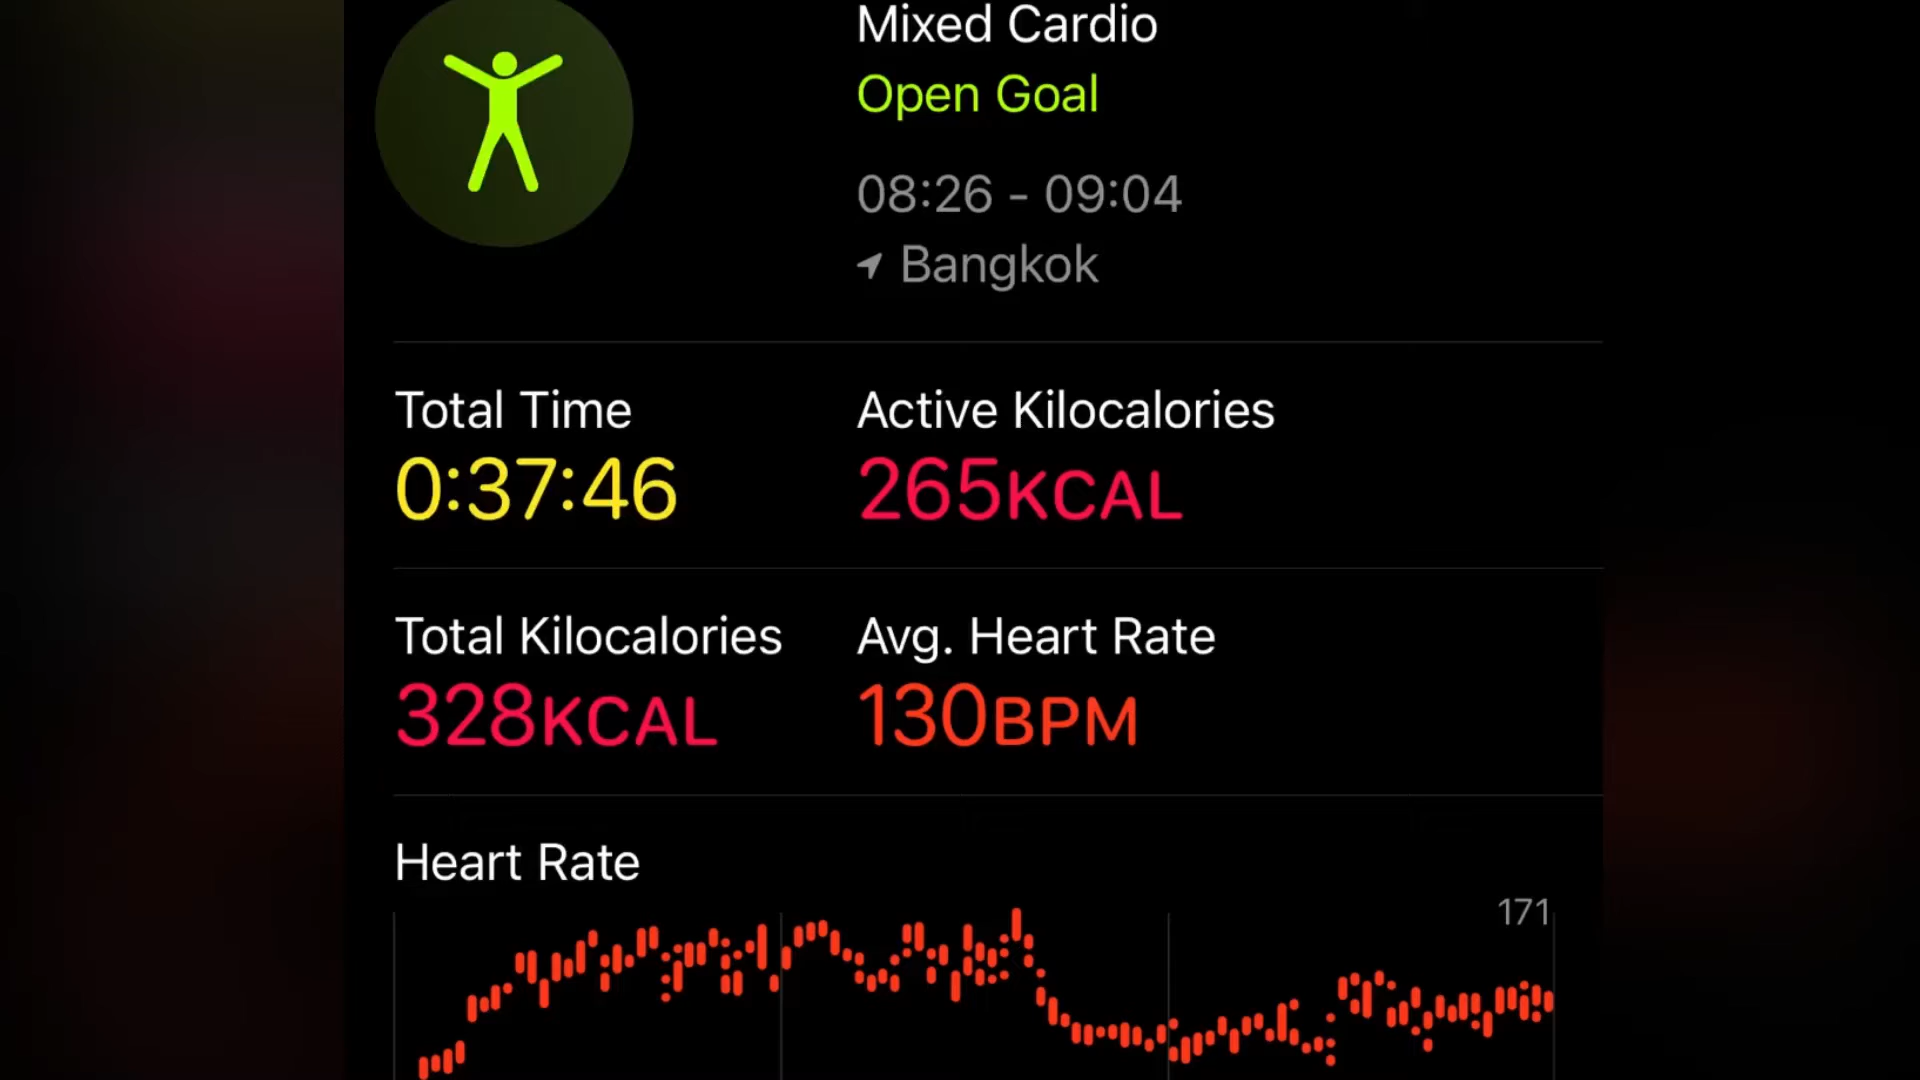 Mixed Cardio
Open Goal
08:26 - 09:04
Bangkok
Total Time
Active Kilocalories
0:37:46
265KCAL
Total Kilocalories
Avg. Heart Rate
328KCAL
130BPM
Heart Rate
171